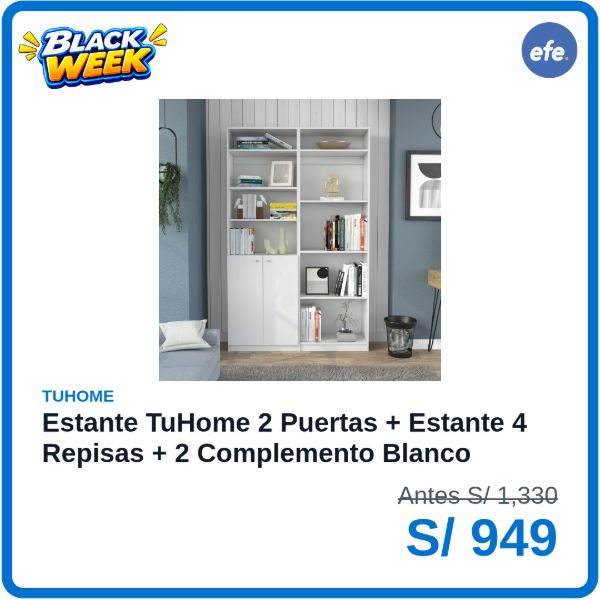 BLACK
WEEK
efe.
TUHOME
Estante TuHome 2 Puertas + Estante 4
Repisas + 2 Complemento Blanco
Antes S/ 1,330
S/ 949